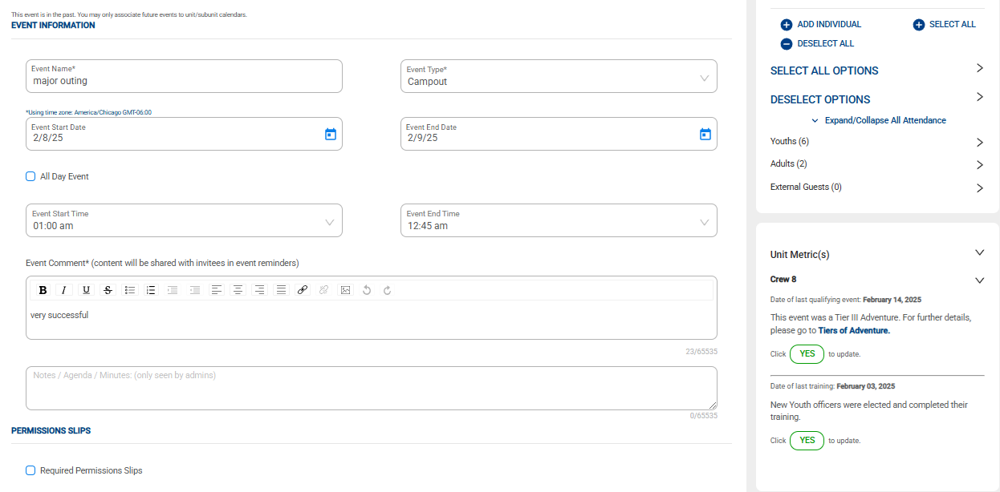 This event is in the past. You may only associate future events to unit/subunit calendars.
EVENT INFORMATION
Event Name*
major outing
Event Type*
Campout
*Using time zone: America/Chicago GMT-06:00
Event Start Date
2/8/25
Event End Date
2/9/25
All Day Event
Event Start Time
01:00 am
Event End Time
12:45 am
Event Comment* (content will be shared with invitees in event reminders)
B I U S
very successful
23/65535
Notes / Agenda / Minutes: (only seen by admins)
0/65535
PERMISSIONS SLIPS
Required Permissions Slips
ADD INDIVIDUAL
SELECT ALL
DESELECT ALL
SELECT ALL OPTIONS
DESELECT OPTIONS
Expand/Collapse All Attendance
Youths (6)
Adults (2)
External Guests (0)
Unit Metric(s)
Crew 8
Date of last qualifying event: February 14, 2025
This event was a Tier III Adventure. For further details,
please go to Tiers of Adventure.
Click YES to update.
Date of last training: February 03, 2025
New Youth officers were elected and completed their
training.
Click YES to update.